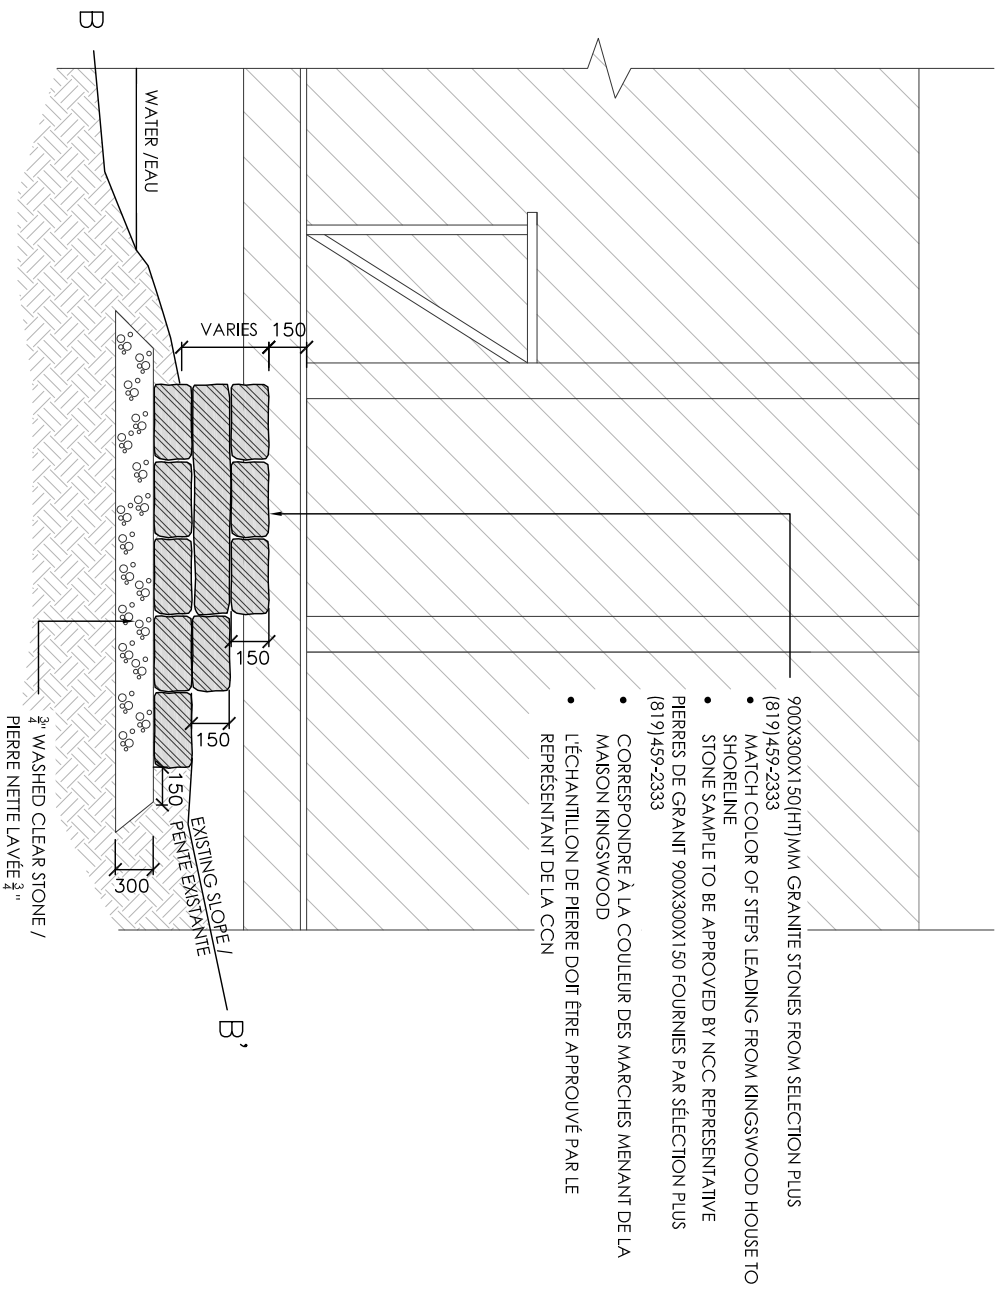 B
WATER /EAU
VARIES
150
150
150
150
300
EXISTING SLOPE /
PENTE EXISTANTE
B'
900X300X150(HT)MM GRANITE STONES FROM SELECTION PLUS
(819)459-2333
• MATCH COLOR OF STEPS LEADING FROM KINGSWOOD HOUSE TO
SHORELINE
• STONE SAMPLE TO BE APPROVED BY NCC REPRESENTATIVE
PIERRES DE GRANIT 900X300X150 FOURNIES PAR SÉLECTION PLUS
(819)459-2333
• CORRESPONDRE À LA COULEUR DES MARCHES MENANT DE LA
MAISON KINGSWOOD
• L'ÉCHANTILLON DE PIERRE DOIT ÊTRE APPROUVÉ PAR LE
REPRÉSENTANT DE LA CCN
3/4" WASHED CLEAR STONE /
PIERRE NETTE LAVÉE 3/4"